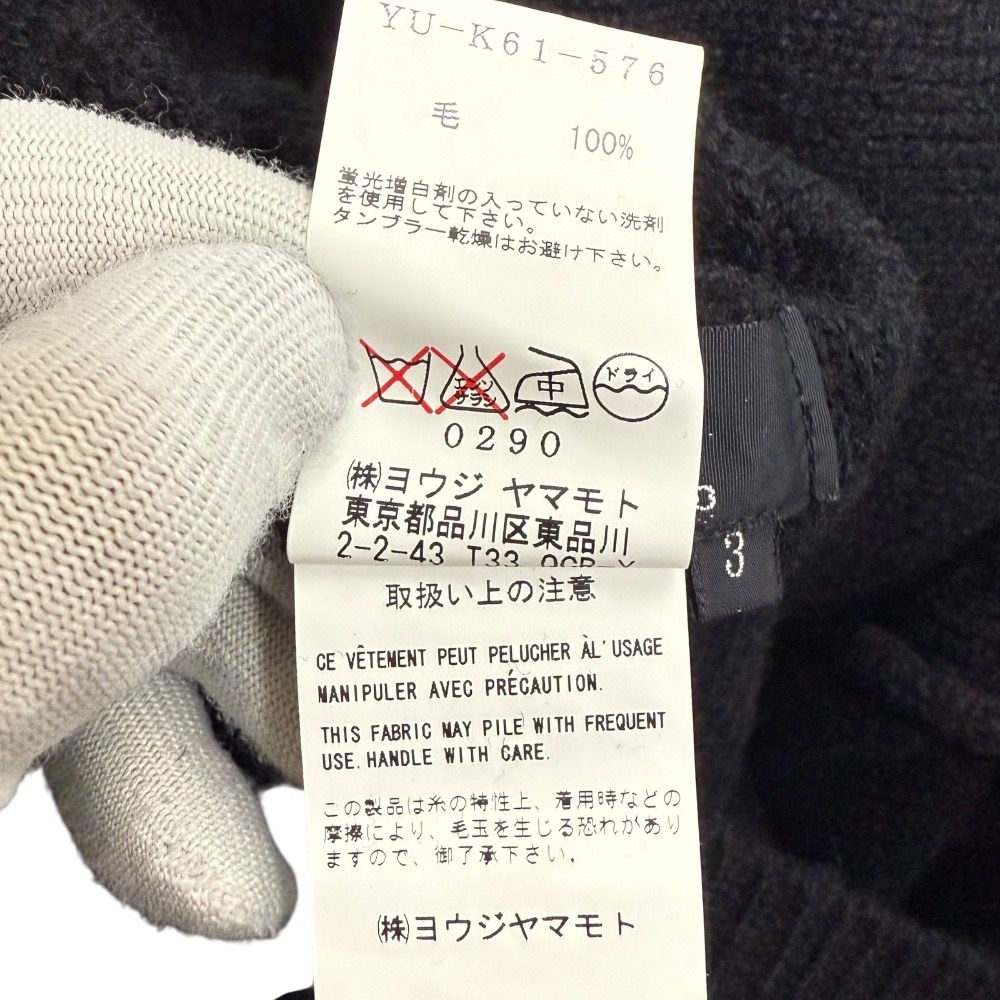 YU-K61-576
毛 100%
蛍光増白剤の入っていない洗剤
を使用して下さい。
タンブラー乾燥はお避け下さい。
エンソ サラシ 中 ドライ
0290
㈱ヨウジ ヤマモト
東京都品川区東品川
2-2-43 T33
3
取扱い上の注意
CE VÊTEMENT PEUT PELUCHER ÀL'USAGE
MANIPULER AVEC PRÉCAUTION.
THIS FABRIC MAY PILE WITH FREQUENT
USE. HANDLE WITH CARE.
この製品は糸の特性上、着用時などの
摩擦により、毛玉を生じる恐れがあり
ますので、御了承下さい。
㈱ヨウジヤマモト